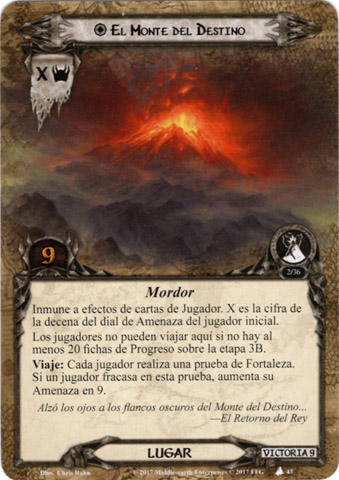 El Monte del Destino
X
9
2/36
Mordor
Inmune a efectos de cartas de Jugador. X es la cifra de
la decena del dial de Amenaza del jugador inicial.
Los jugadores no pueden viajar aquí si no hay al
menos 20 fichas de Progreso sobre la etapa 3B.
Viaje: Cada jugador realiza una prueba de Fortaleza.
Si un jugador fracasa en esta prueba, aumenta su
Amenaza en 9.
Alzó los ojos a los flancos oscuros del Monte del Destino...
—El Retorno del Rey
LUGAR
VICTORIA 9
Ilus. Chris Rahn
© 2017 Middle-earth Enterprises © 2017 FFG
45